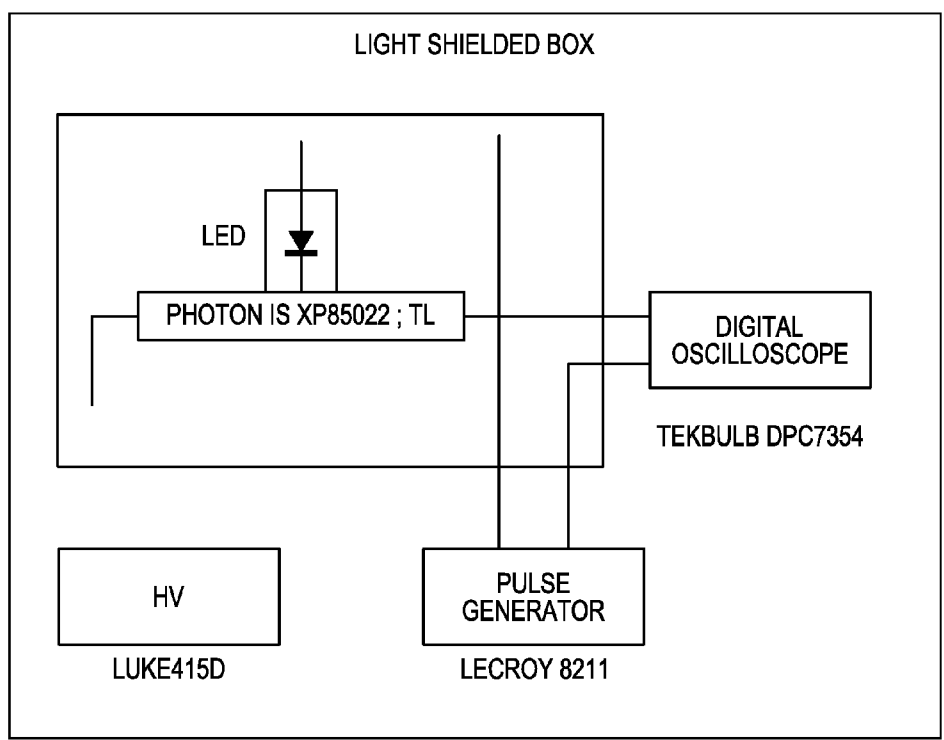 LIGHT SHIELDED BOX
LED
PHOTON IS XP85022 ; TL
DIGITAL
OSCILLOSCOPE
TEKBULB DPC7354
HV
LUKE415D
PULSE
GENERATOR
LECROY 8211